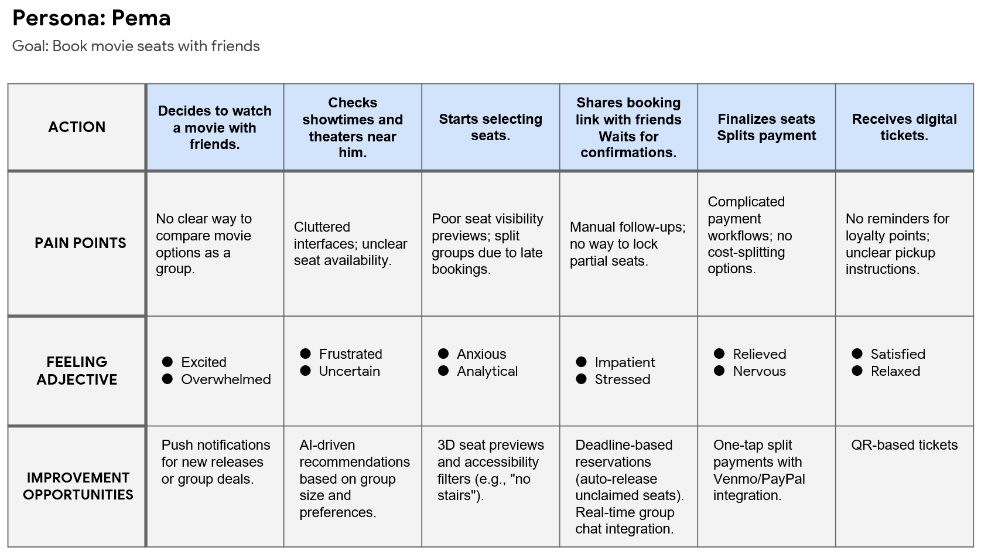 Persona: Pema
Goal: Book movie seats with friends
ACTION
Decides to watch
a movie with
friends.
Checks
showtimes and
theaters near
him.
Starts selecting
seats.
Shares booking
link with friends
Waits for
confirmations.
Finalizes seats
Splits payment
Receives digital
tickets.
PAIN POINTS
No clear way to
compare movie
options as a
group.
Cluttered
interfaces; unclear
seat availability.
Poor seat visibility
previews; split
groups due to late
bookings.
Manual follow-ups;
no way to lock
partial seats.
Complicated
payment
workflows; no
cost-splitting
options.
No reminders for
loyalty points;
unclear pickup
instructions.
FEELING
ADJECTIVE
● Excited
● Overwhelmed
● Frustrated
● Uncertain
● Anxious
● Analytical
● Impatient
● Stressed
● Relieved
● Nervous
● Satisfied
● Relaxed
IMPROVEMENT
OPPORTUNITIES
Push notifications
for new releases
or group deals.
AI-driven
recommendations
based on group
size and
preferences.
3D seat previews
and accessibility
filters (e.g., "no
stairs").
Deadline-based
reservations
(auto-release
unclaimed seats).
Real-time group
chat integration.
One-tap split
payments with
Venmo/PayPal
integration.
QR-based tickets